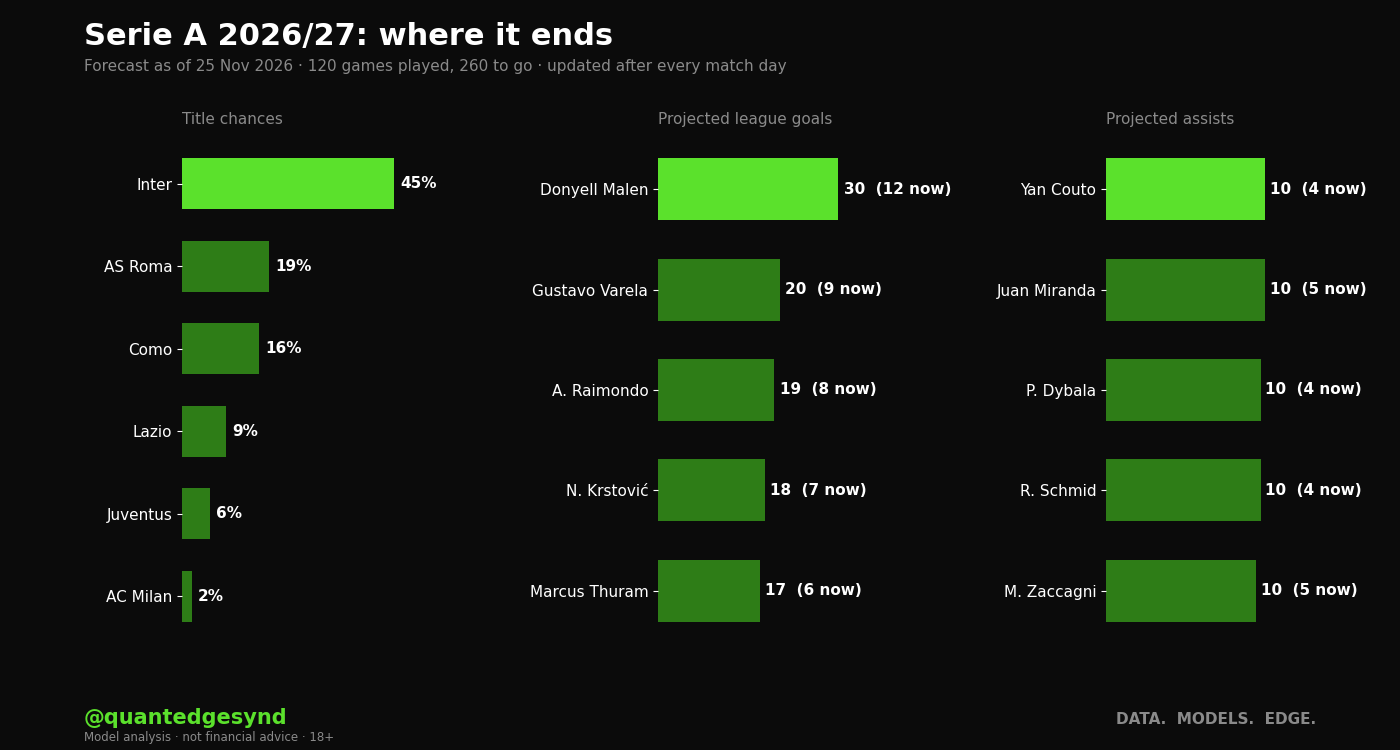 Serie A 2026/27: where it ends
Forecast as of 25 Nov 2026 · 120 games played, 260 to go · updated after every match day
Title chances
Inter 45%
AS Roma 19%
Como 16%
Lazio 9%
Juventus 6%
AC Milan 2%
Projected league goals
Donyell Malen 30 (12 now)
Gustavo Varela 20 (9 now)
A. Raimondo 19 (8 now)
N. Krstović 18 (7 now)
Marcus Thuram 17 (6 now)
Projected assists
Yan Couto 10 (4 now)
Juan Miranda 10 (5 now)
P. Dybala 10 (4 now)
R. Schmid 10 (4 now)
M. Zaccagni 10 (5 now)
@quantedgesynd
Model analysis · not financial advice · 18+
DATA. MODELS. EDGE.